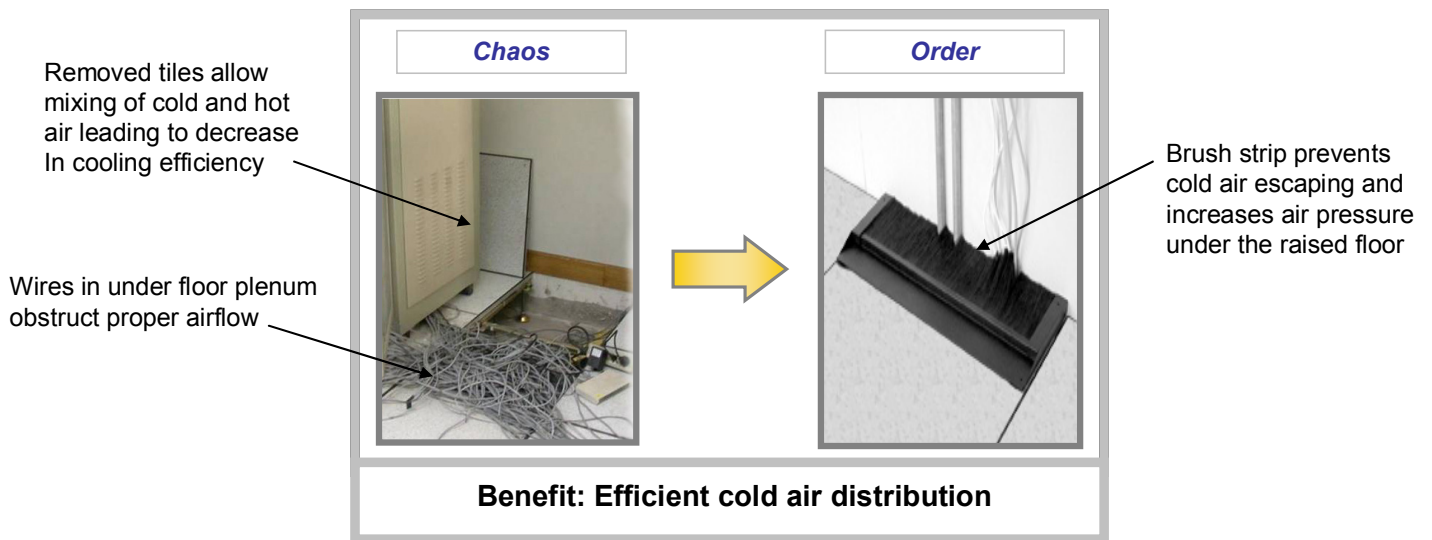 Chaos
Order
Removed tiles allow
mixing of cold and hot
air leading to decrease
In cooling efficiency
Wires in under floor plenum
obstruct proper airflow
Brush strip prevents
cold air escaping and
increases air pressure
under the raised floor
Benefit: Efficient cold air distribution